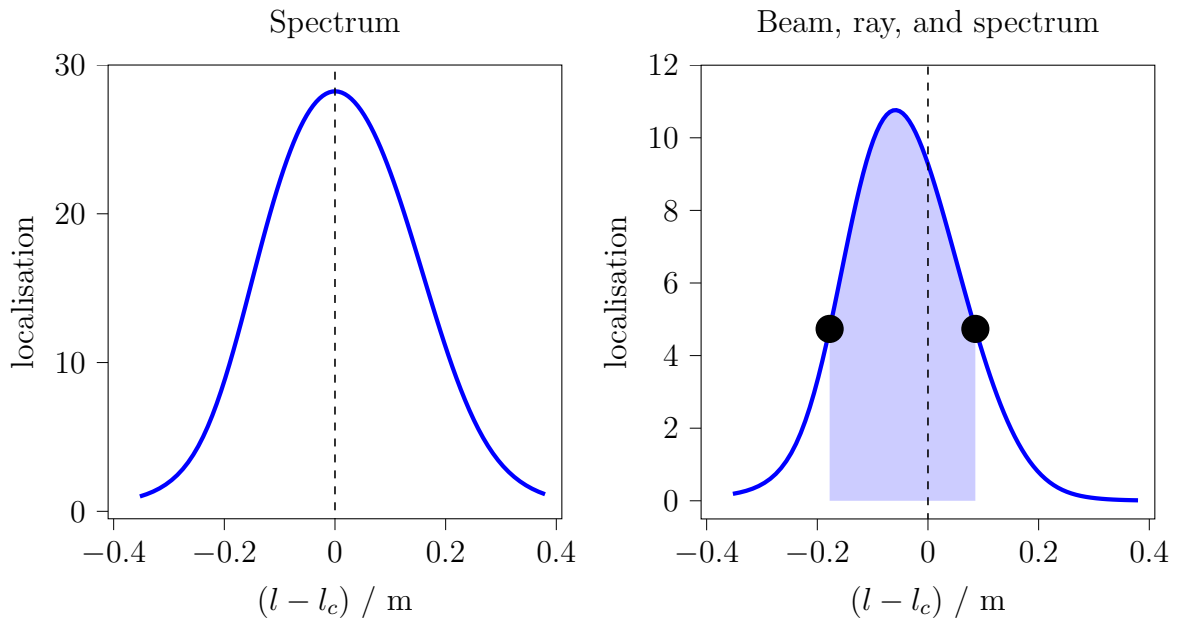 Spectrum
30
20
10
0
localisation
−0.4 −0.2 0 0.2 0.4
(l − l_c) / m
Beam, ray, and spectrum
12
10
8
6
4
2
0
localisation
−0.4 −0.2 0 0.2 0.4
(l − l_c) / m